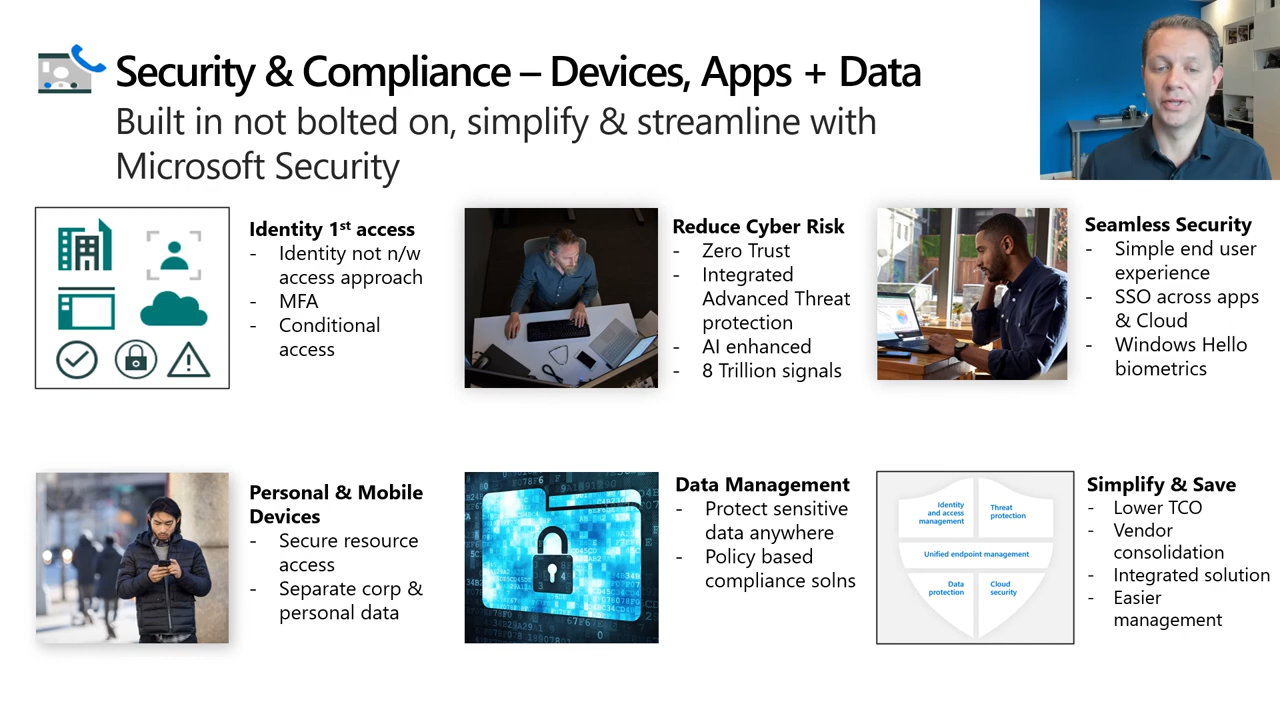 Security & Compliance – Devices, Apps + Data
Built in not bolted on, simplify & streamline with
Microsoft Security
Identity 1st access
- Identity not n/w
access approach
- MFA
- Conditional
access
Reduce Cyber Risk
- Zero Trust
- Integrated
Advanced Threat
protection
- AI enhanced
- 8 Trillion signals
Seamless Security
- Simple end user
experience
- SSO across apps
& Cloud
- Windows Hello
biometrics
Personal & Mobile
Devices
- Secure resource
access
- Separate corp &
personal data
Data Management
- Protect sensitive
data anywhere
- Policy based
compliance solns
Identity
and access
management
Threat
protection
Unified endpoint management
Data
protection
Cloud
security
Simplify & Save
- Lower TCO
- Vendor
consolidation
- Integrated solution
- Easier
management